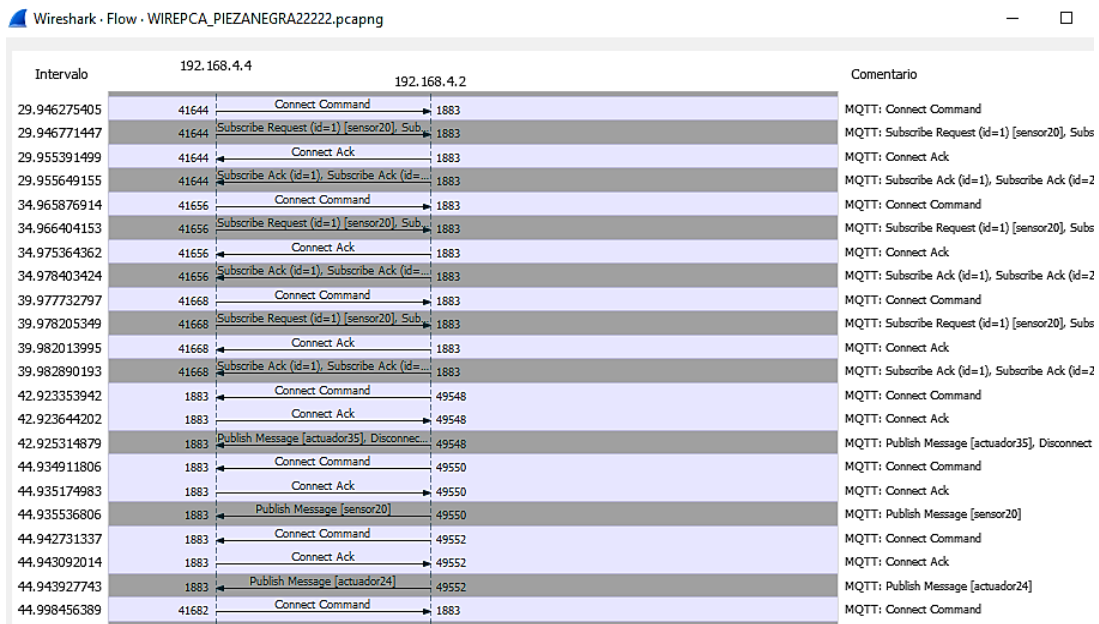 Wireshark · Flow · WIREPCA_PIEZANEGRA22222.pcapng
192.168.4.4
Intervalo 192.168.4.2 Comentario
29.946275405 41644 Connect Command 1883 MQTT: Connect Command
29.946771447 41644 Subscribe Request (id=1) [sensor20], Sub... 1883 MQTT: Subscribe Request (id=1) [sensor20], Subs
29.955391499 41644 Connect Ack 1883 MQTT: Connect Ack
29.955649155 41644 Subscribe Ack (id=1), Subscribe Ack (id=... 1883 MQTT: Subscribe Ack (id=1), Subscribe Ack (id=2
34.965876914 41656 Connect Command 1883 MQTT: Connect Command
34.966404153 41656 Subscribe Request (id=1) [sensor20], Sub... 1883 MQTT: Subscribe Request (id=1) [sensor20], Subs
34.975364362 41656 Connect Ack 1883 MQTT: Connect Ack
34.978403424 41656 Subscribe Ack (id=1), Subscribe Ack (id=... 1883 MQTT: Subscribe Ack (id=1), Subscribe Ack (id=2
39.977732797 41668 Connect Command 1883 MQTT: Connect Command
39.978205349 41668 Subscribe Request (id=1) [sensor20], Sub... 1883 MQTT: Subscribe Request (id=1) [sensor20], Subs
39.982013995 41668 Connect Ack 1883 MQTT: Connect Ack
39.982890193 41668 Subscribe Ack (id=1), Subscribe Ack (id=... 1883 MQTT: Subscribe Ack (id=1), Subscribe Ack (id=2
42.923353942 1883 Connect Command 49548 MQTT: Connect Command
42.923644202 1883 Connect Ack 49548 MQTT: Connect Ack
42.925314879 1883 Publish Message [actuador35], Disconnec... 49548 MQTT: Publish Message [actuador35], Disconnect
44.934911806 1883 Connect Command 49550 MQTT: Connect Command
44.935174983 1883 Connect Ack 49550 MQTT: Connect Ack
44.935536806 1883 Publish Message [sensor20] 49550 MQTT: Publish Message [sensor20]
44.942731337 1883 Connect Command 49552 MQTT: Connect Command
44.943092014 1883 Connect Ack 49552 MQTT: Connect Ack
44.943927743 1883 Publish Message [actuador24] 49552 MQTT: Publish Message [actuador24]
44.998456389 41682 Connect Command 1883 MQTT: Connect Command